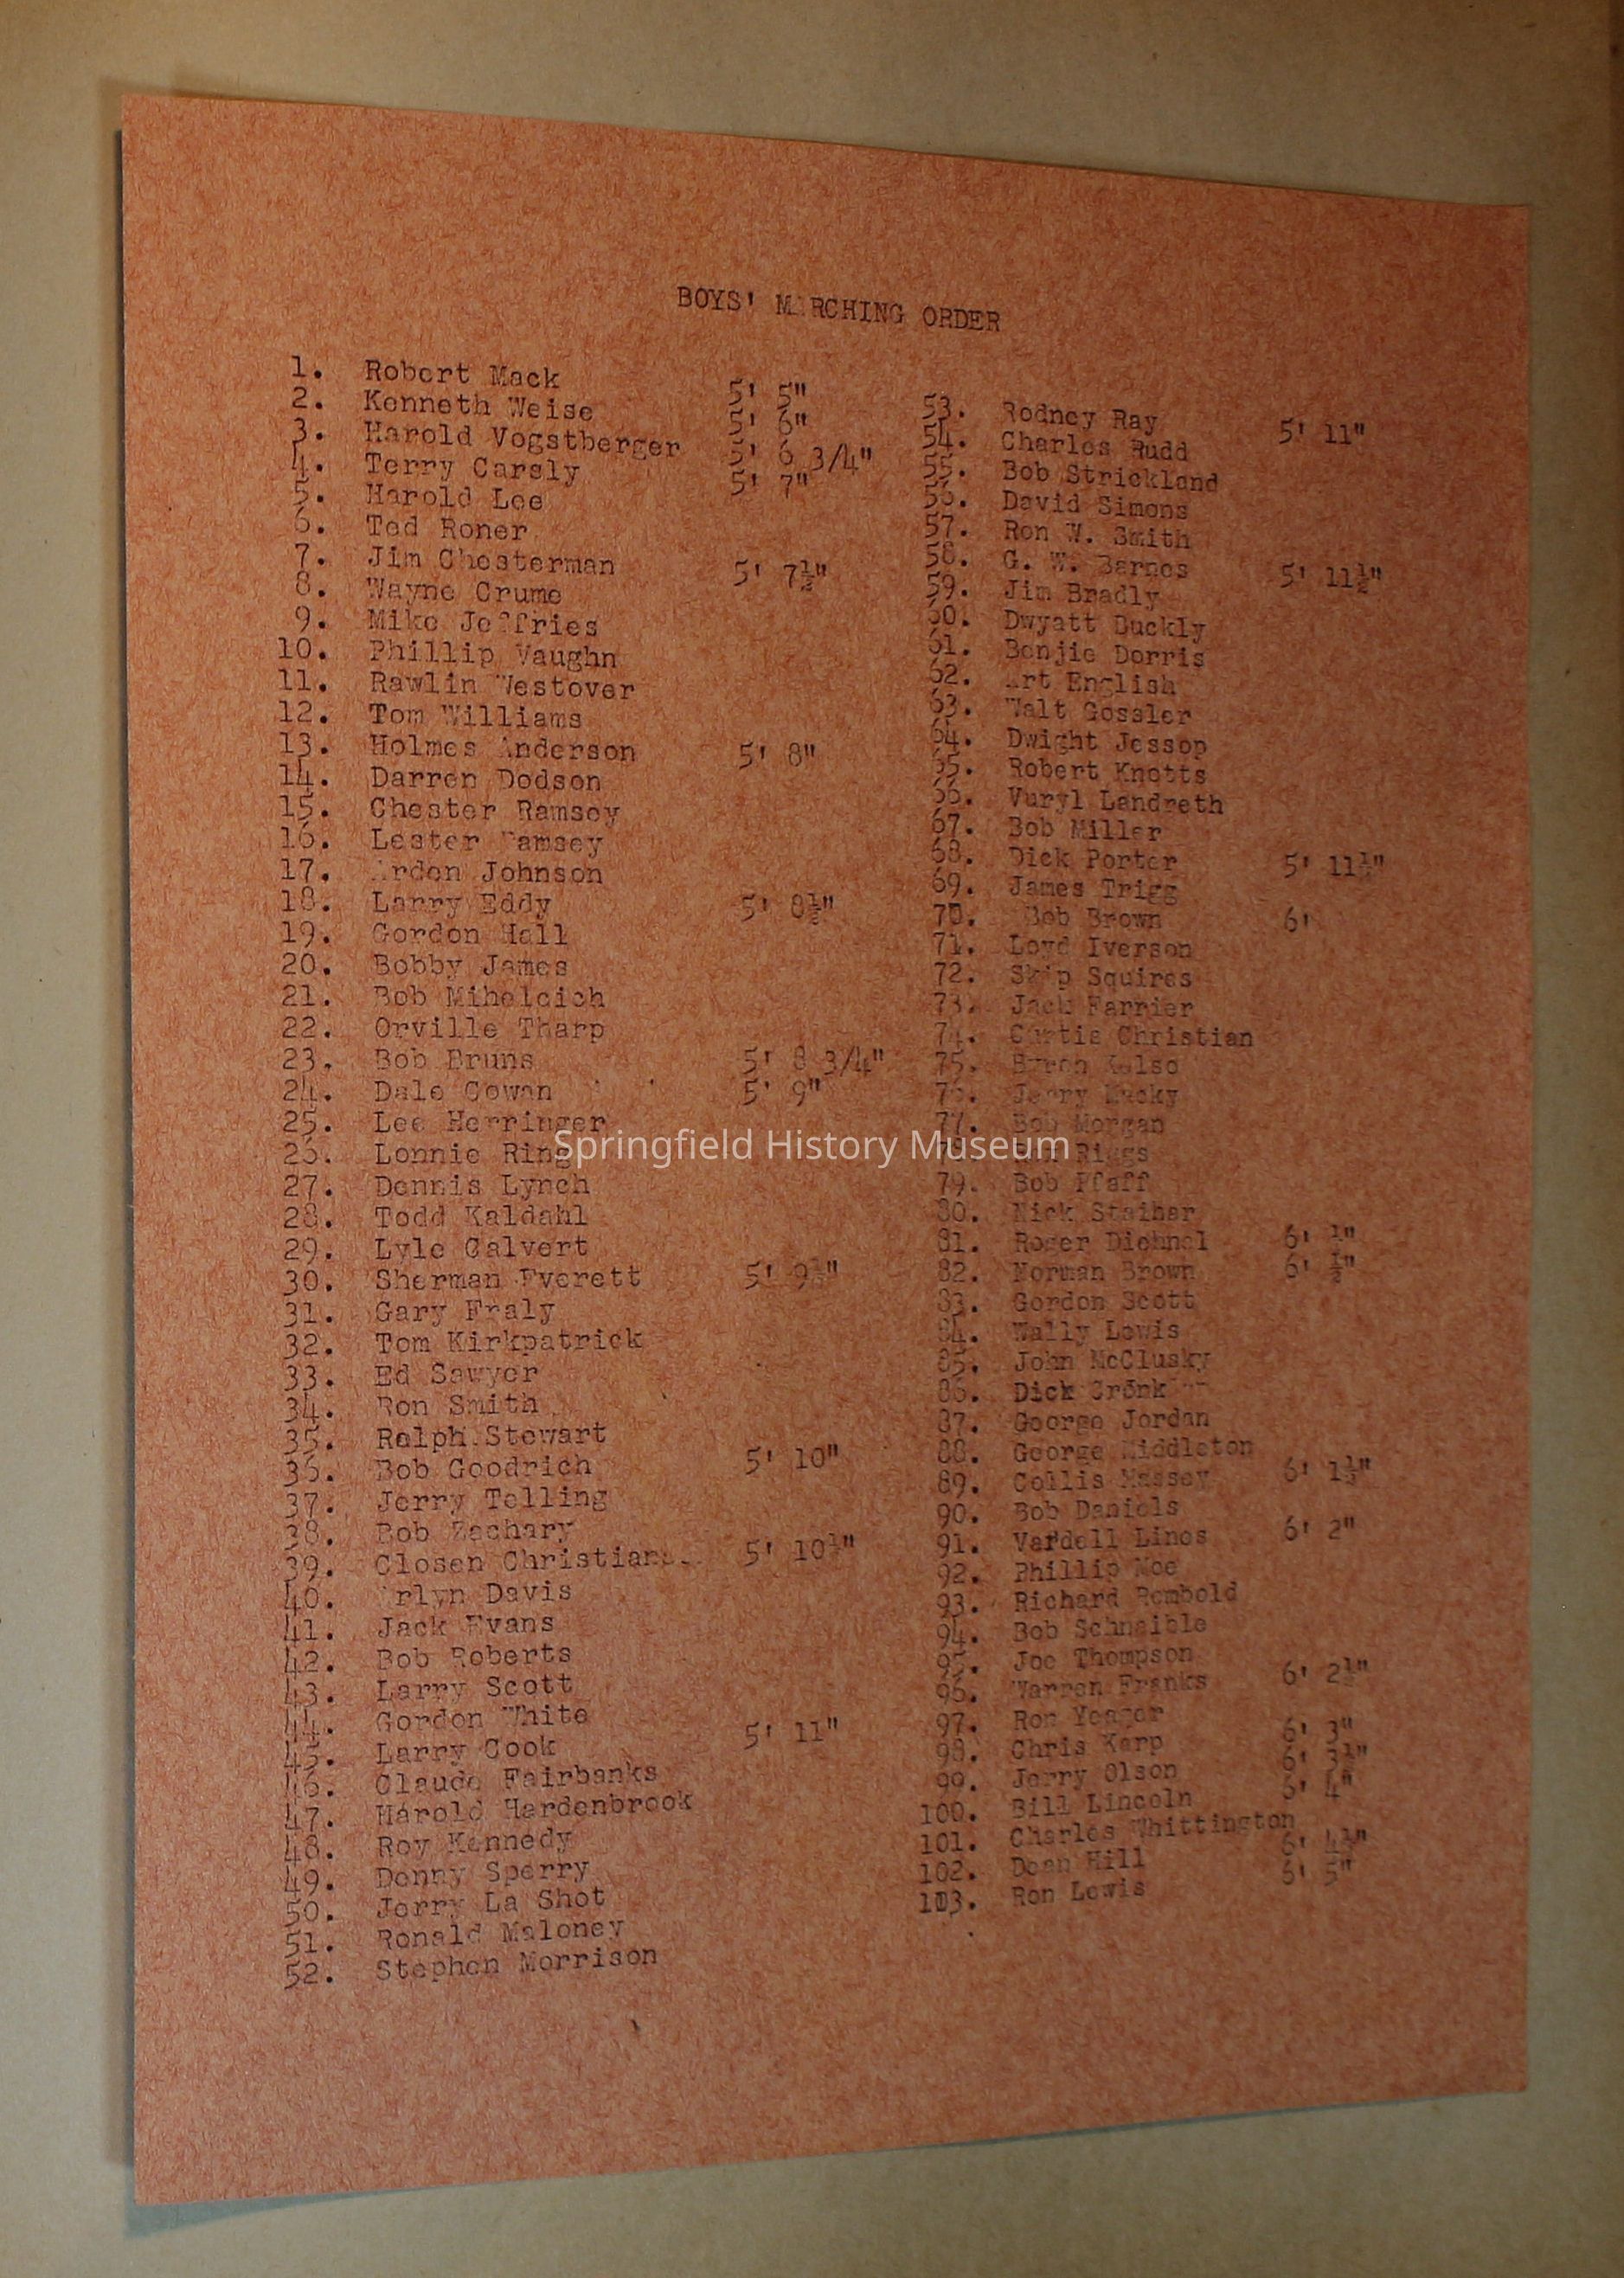 BOYS' M RCHING ORDER
1. Robert Mack 5' 5"
2. Kenneth Weise 5' 6"
3. Harold Vogstberger 5' 6 3/4"
4. Terry Carsly 5' 7"
5. Harold Lee
6. Ted Roner
7. Jim Chesterman 5' 7½"
8. Wayne Crume
9. Mike Jeffries
10. Phillip Vaughn
11. Rawlin Westover
12. Tom Williams
13. Holmes Anderson 5' 8"
14. Darren Dodson
15. Chester Ramsey
16. Lester Ramsey
17. Arden Johnson
18. Larry Eddy 5' 8½"
19. Gordon Hall
20. Bobby James
21. Bob Mihelcich
22. Orville Tharp
23. Bob Bruns 5' 8 3/4"
24. Dale Cowan 5' 9"
25. Lee Herringer
26. Lonnie Ring
27. Dennis Lynch
28. Todd Kaldahl
29. Lyle Calvert
30. Sherman Everett 5' 9½"
31. Gary Fraly
32. Tom Kirkpatrick
33. Ed Sawyer
34. Ron Smith
35. Ralph Stewart
36. Bob Goodrich 5' 10"
37. Jerry Telling
38. Bob Zachary
39. Closen Christians 5' 10½"
40. Arlyn Davis
41. Jack Evans
42. Bob Roberts
43. Larry Scott
44. Gordon White
45. Larry Cook 5' 11"
46. Claude Fairbanks
47. Harold Hardenbrook
48. Roy Kennedy
49. Denny Sperry
50. Jerry La Shot
51. Ronald Maloney
52. Stephen Morrison
53. Rodney Ray 5' 11"
54. Charles Rudd
55. Bob Strickland
56. David Simons
57. Ron W. Smith
58. G. W. Barnes 5' 11½"
59. Jim Bradly
60. Dwyatt Buckly
61. Benjie Dorris
62. Art English
63. Walt Gossler
64. Dwight Jessop
65. Robert Knotts
66. Vuryl Landreth
67. Bob Miller
68. Dick Porter 5' 11½"
69. James Trigg
70. Bob Brown 6'
71. Loyd Iverson
72. Skip Squires
73. Jack Farrier
74. Curtis Christian
75. Byron Kelso
76. Jerry Lacky
77. Bob Morgan
78. Riggs
79. Bob Pfaff
80. Nick Staiher
81. Roger Diehnel 6' ½"
82. Norman Brown 6' ½"
83. Gordon Scott
84. Wally Lewis
85. John McClusky
86. Dick Cronk
87. George Jordan
88. George Middleton
89. Collis Massey 6' 1½"
90. Bob Daniels
91. Vardell Lines 6' 2"
92. Phillip Noe
93. Richard Rembold
94. Bob Schnaible
95. Joe Thompson
96. Warren Franks 6' 2½"
97. Ron Yeager
98. Chris Karp 6' 3"
99. Jerry Olson 6' 3½"
100. Bill Lincoln 6' 4"
101. Charles Whittington
102. Dean Hill 6' 4½"
103. Ron Lewis 6' 5"
Springfield History Museum